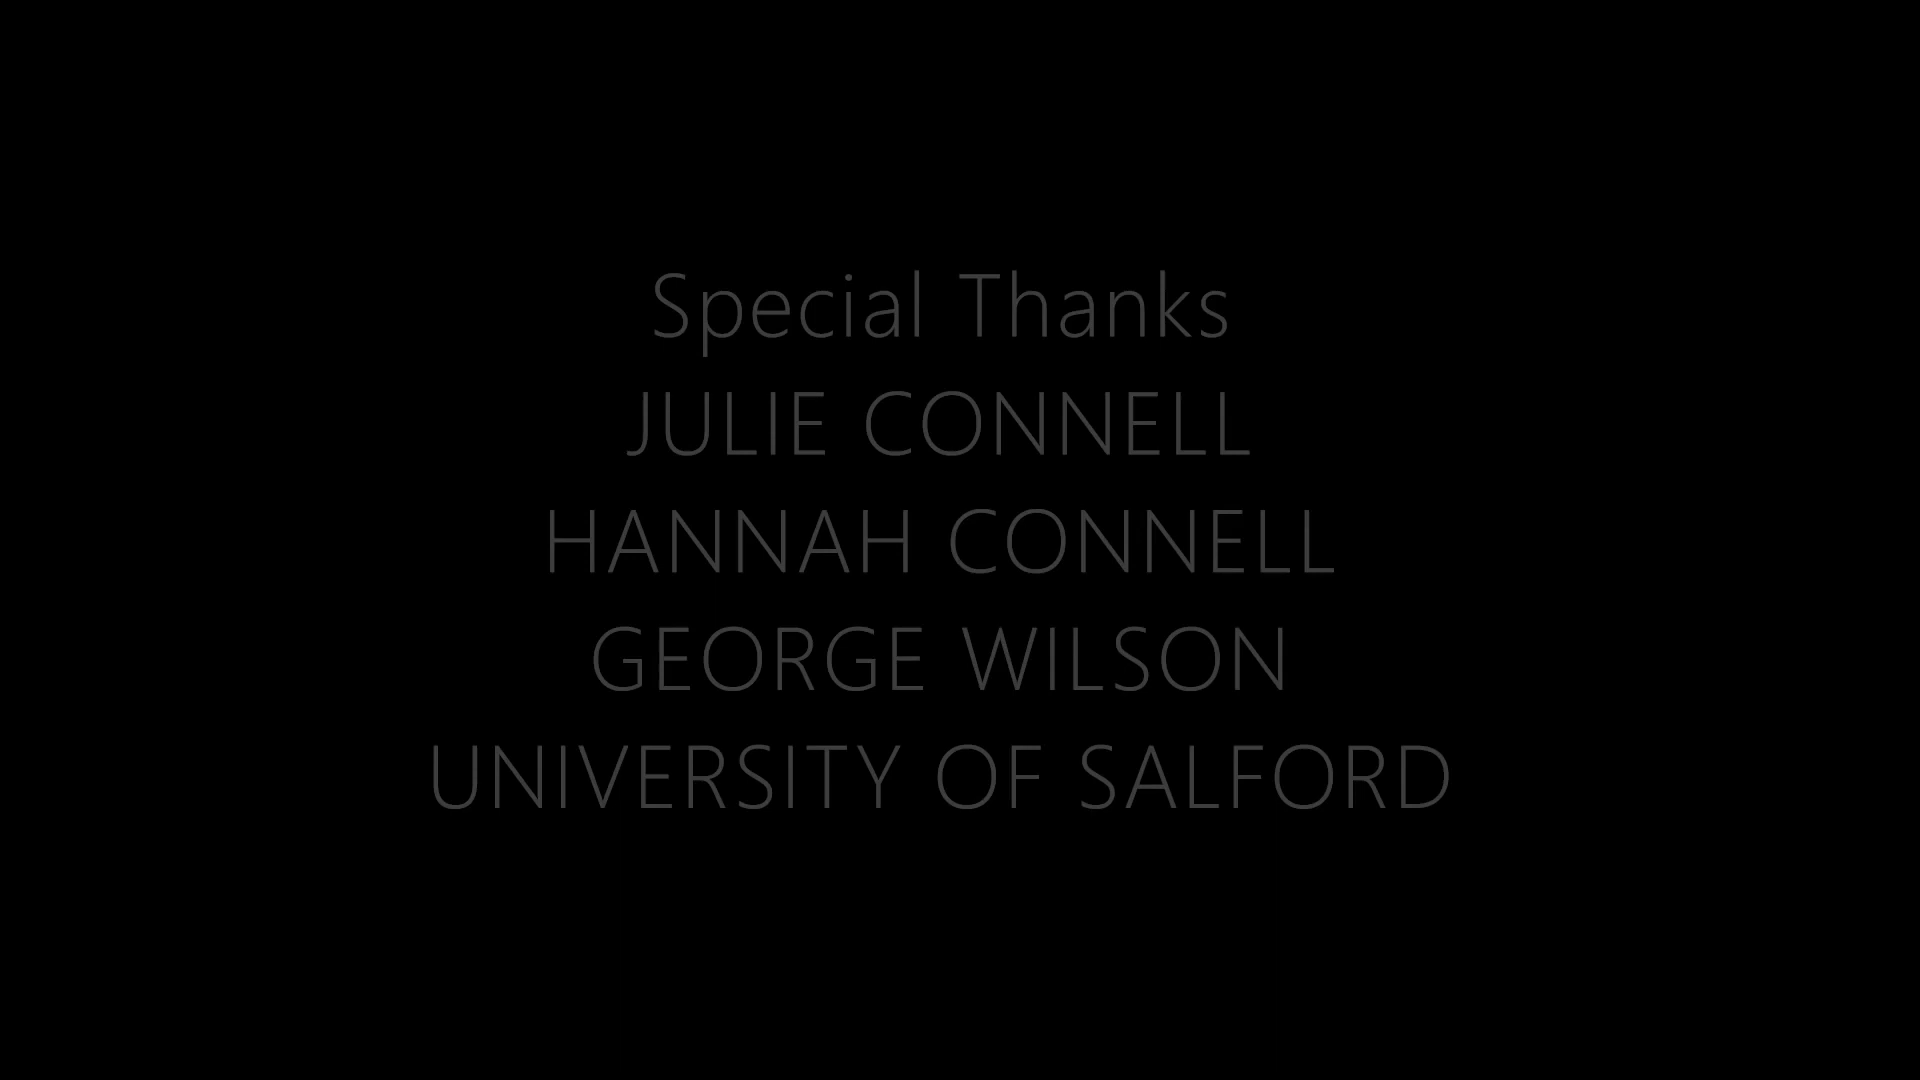 Special Thanks
JULIE CONNELL
HANNAH CONNELL
GEORGE WILSON
UNIVERSITY OF SALFORD